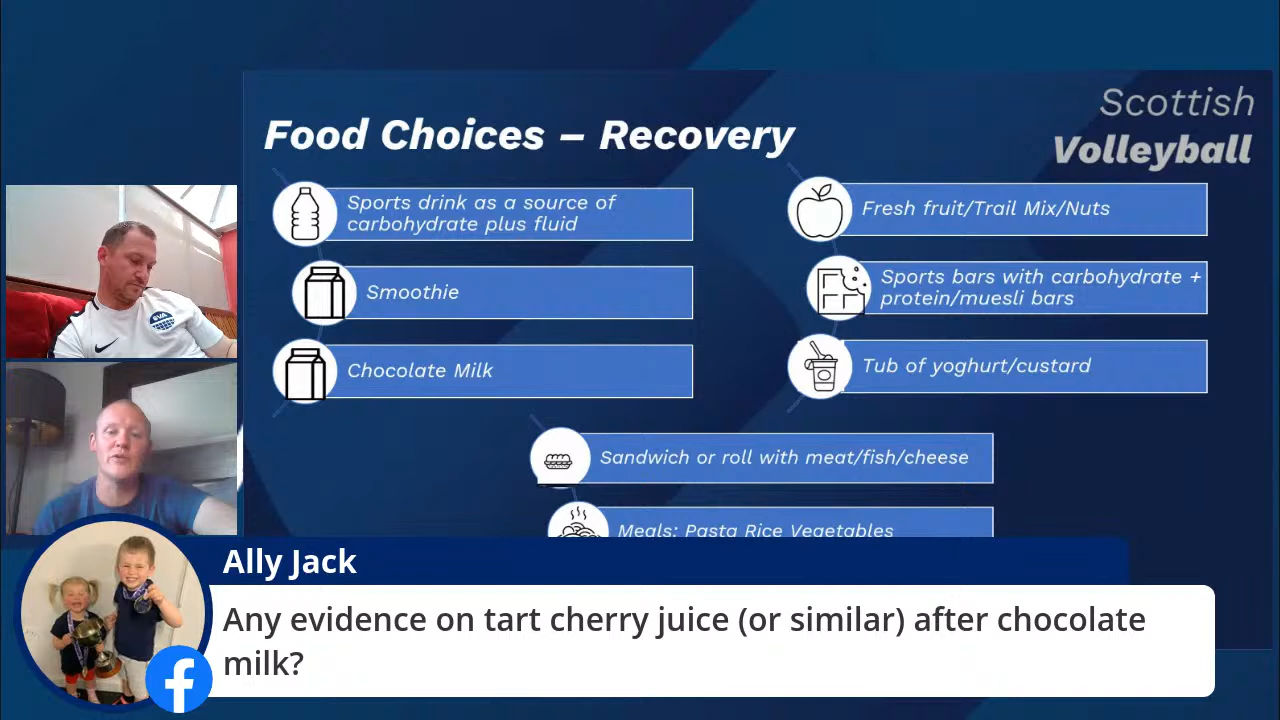 Scottish
Volleyball
Food Choices – Recovery
Sports drink as a source of
carbohydrate plus fluid
Smoothie
Chocolate Milk
Fresh fruit/Trail Mix/Nuts
Sports bars with carbohydrate +
protein/muesli bars
Tub of yoghurt/custard
Sandwich or roll with meat/fish/cheese
Meals: Pasta Rice Vegetables
SVA
Ally Jack
Any evidence on tart cherry juice (or similar) after chocolate
milk?